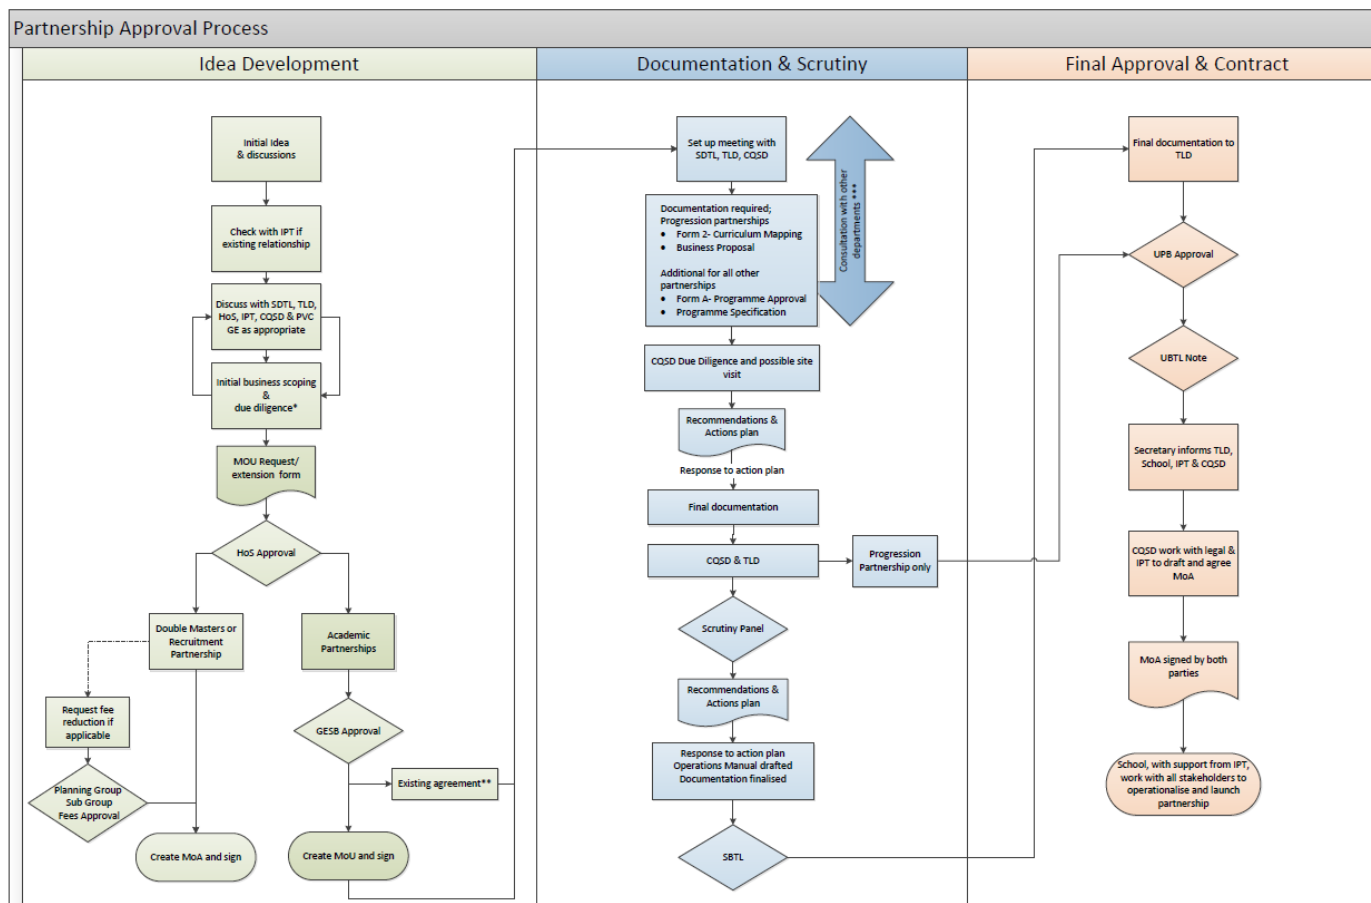 Partnership Approval Process
Idea Development
Documentation & Scrutiny
Final Approval & Contract
Initial Idea
& discussions
Check with IPT if
existing relationship
Discuss with SDTL, TLD,
HoS, IPT, CQSD & PVC
GE as appropriate
Initial business scoping
&
due diligence*
MOU Request/
extension form
HoS Approval
Double Masters or
Recruitment
Partnership
Academic
Partnerships
Request fee
reduction if
applicable
GESB Approval
Planning Group
Sub Group
Fees Approval
Existing agreement**
Create MoA and sign
Create MoU and sign
Set up meeting with
SDTL, TLD, CQSD
Consultation with other
departments ***
Documentation required;
Progression partnerships
• Form 2- Curriculum Mapping
• Business Proposal
Additional for all other
partnerships
• Form A- Programme Approval
• Programme Specification
CQSD Due Diligence and possible site
visit
Recommendations &
Actions plan
Response to action plan
Final documentation
CQSD & TLD
Progression
Partnership only
Scrutiny Panel
Recommendations &
Actions plan
Response to action plan
Operations Manual drafted
Documentation finalised
SBTL
Final documentation to
TLD
UPB Approval
UBTL Note
Secretary informs TLD,
School, IPT & CQSD
CQSD work with legal &
IPT to draft and agree
MoA
MoA signed by both
parties
School, with support from IPT,
work with all stakeholders to
operationalise and launch
partnership